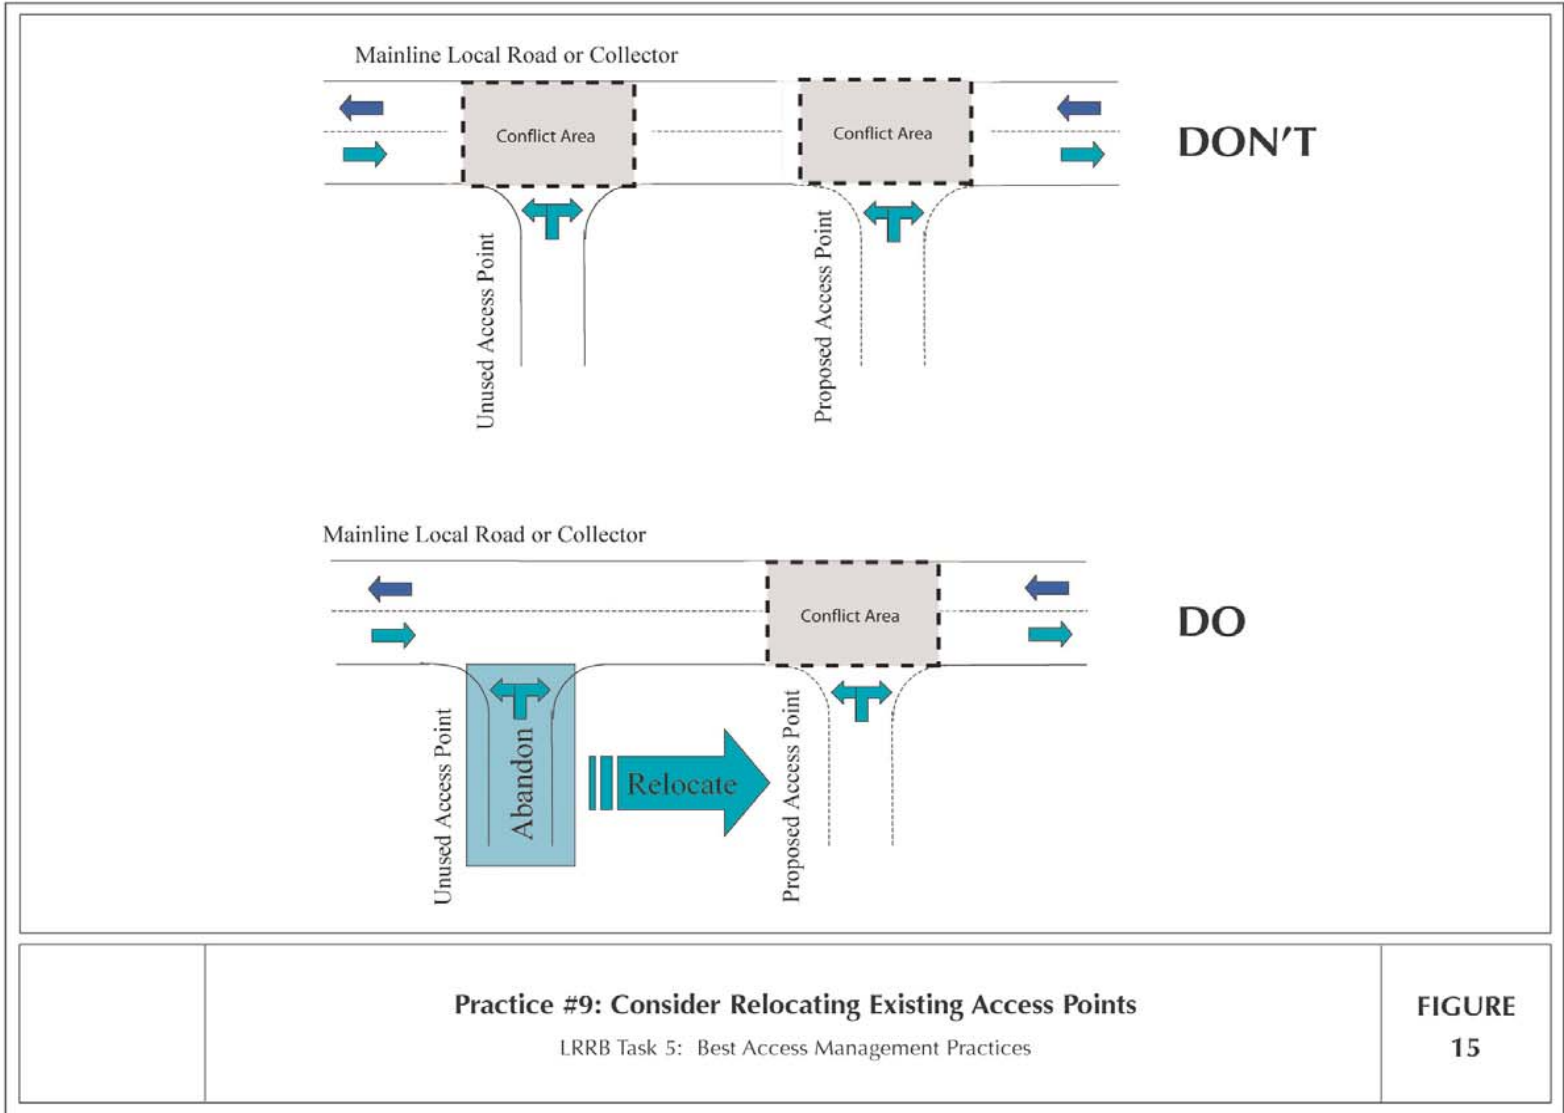 Mainline Local Road or Collector
Conflict Area
Conflict Area
DON'T
Unused Access Point
Proposed Access Point
Mainline Local Road or Collector
Conflict Area
DO
Unused Access Point
Abandon
Relocate
Proposed Access Point
Practice #9: Consider Relocating Existing Access Points
LRRB Task 5: Best Access Management Practices
FIGURE
15